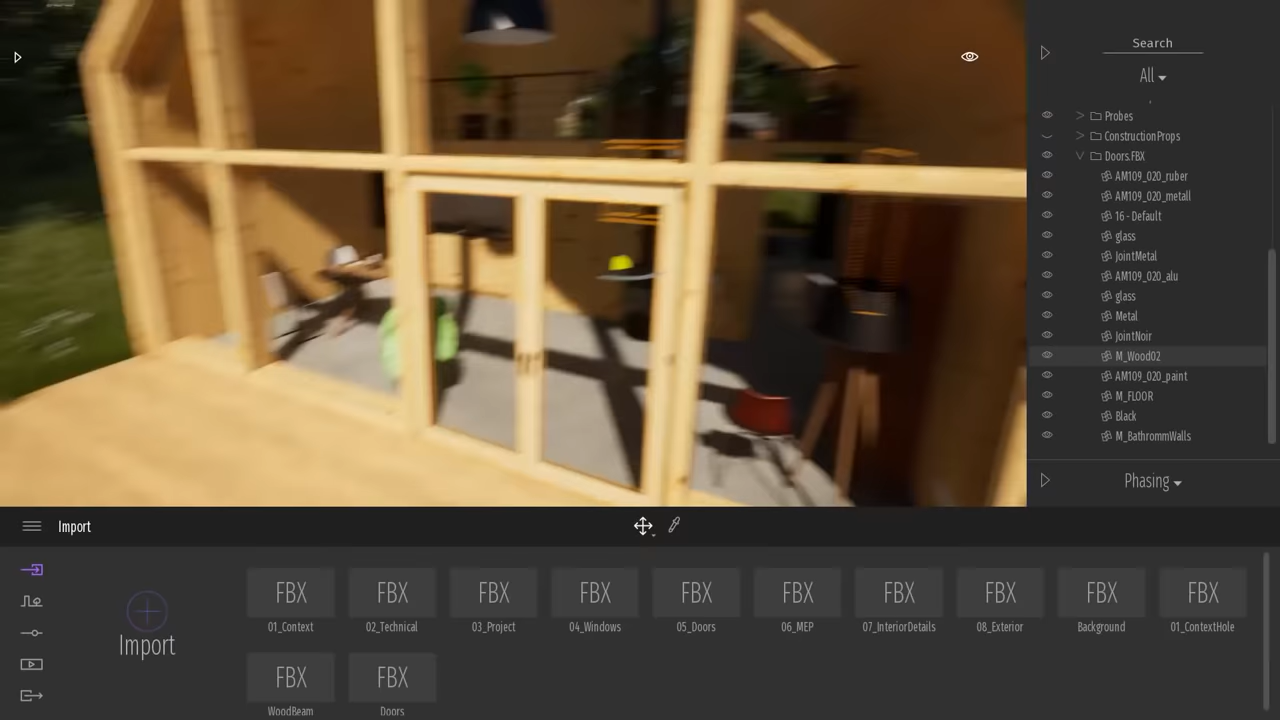 Search
All
Probes
ConstructionProps
Doors.FBX
AM109_020_ruber
AM109_020_metall
16 - Default
glass
JointMetal
AM109_020_alu
glass
Metal
JointNoir
M_Wood02
AM109_020_paint
M_FLOOR
Black
M_BathrommWalls
Phasing
Import
Import
FBX FBX FBX FBX FBX FBX FBX FBX FBX FBX
01_Context 02_Technical 03_Project 04_Windows 05_Doors 06_MEP 07_InteriorDetails 08_Exterior Background 01_ContextHole
FBX FBX
WoodBeam Doors